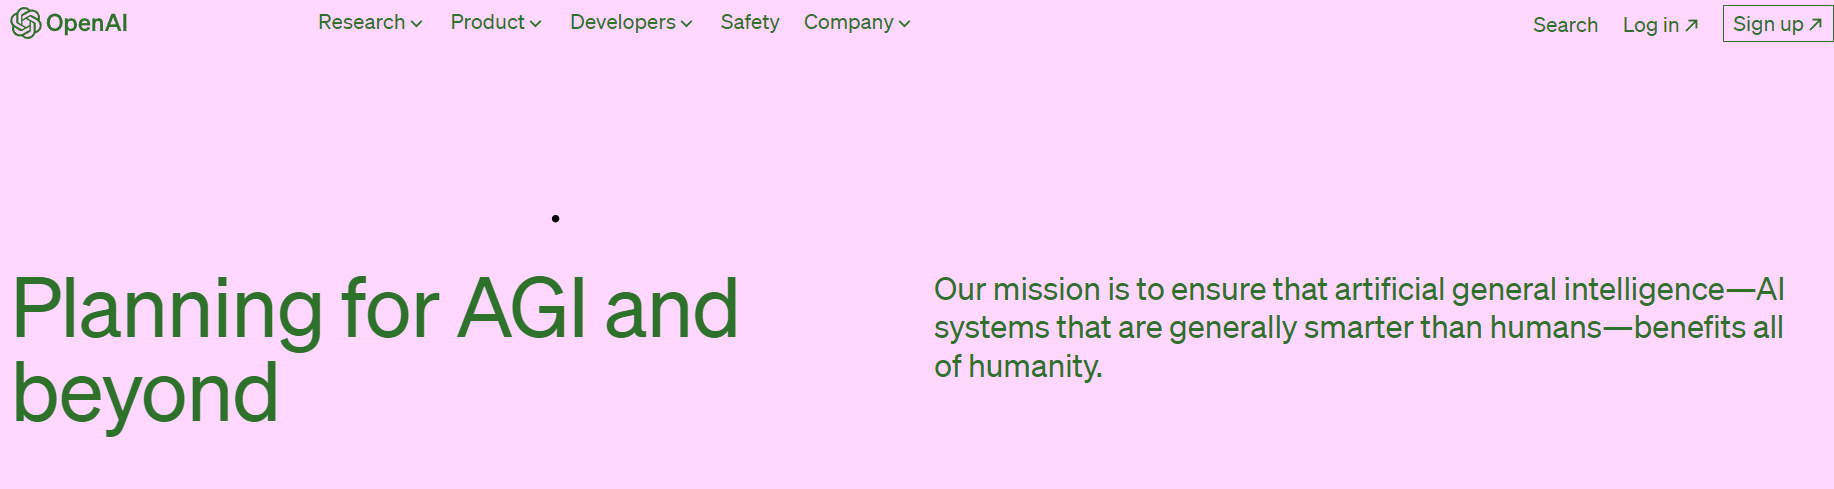 OpenAI Research Product Developers Safety Company Search Log in ↗ Sign up ↗
Planning for AGI and
beyond
Our mission is to ensure that artificial general intelligence—AI
systems that are generally smarter than humans—benefits all
of humanity.